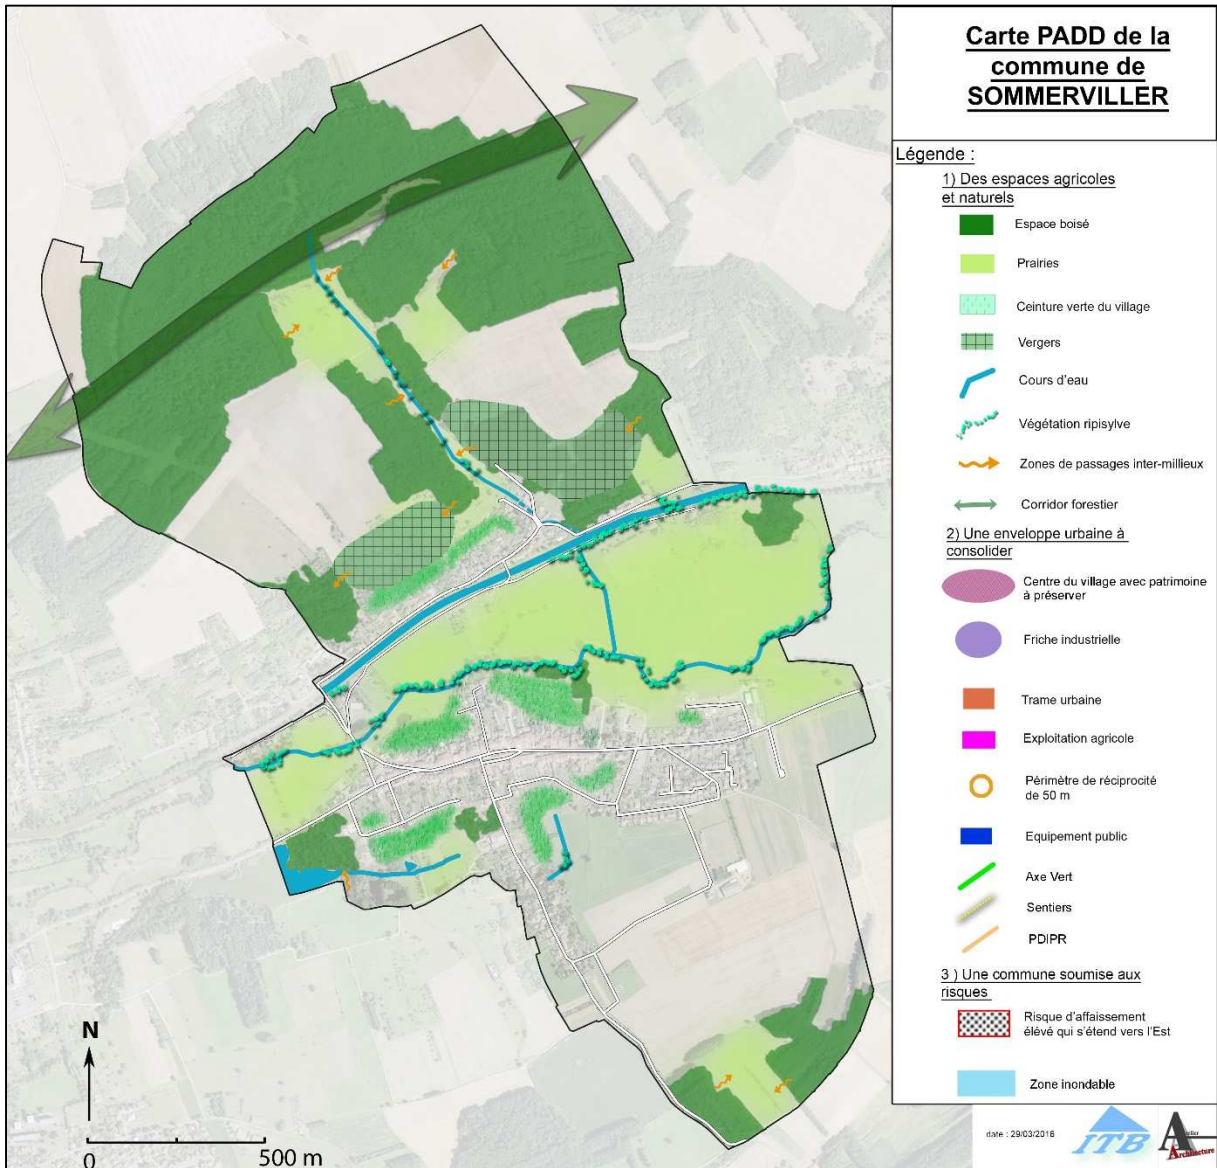 Carte PADD de la
commune de
SOMMERVILLER
Légende :
1) Des espaces agricoles
et naturels
Espace boisé
Prairies
Ceinture verte du village
Vergers
Cours d'eau
Végétation ripisylve
Zones de passages inter-millieux
Corridor forestier
2) Une enveloppe urbaine à
consolider
Centre du village avec patrimoine
à préserver
Friche industrielle
Trame urbaine
Exploitation agricole
Périmètre de réciprocité
de 50 m
Equipement public
Axe Vert
Sentiers
PDIPR
3 ) Une commune soumise aux
risques
Risque d'affaissement
élevé qui s'étend vers l'Est
Zone inondable
N
0 500 m
date : 29/03/2016
ITB
Atelier
Architecture